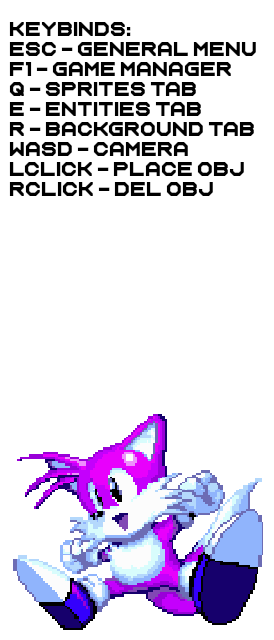 KEYBINDS:
ESC - GENERAL MENU
F1 - GAME MANAGER
Q - SPRITES TAB
E - ENTITIES TAB
R - BACKGROUND TAB
WASD - CAMERA
LCLICK - PLACE OBJ
RCLICK - DEL OBJ